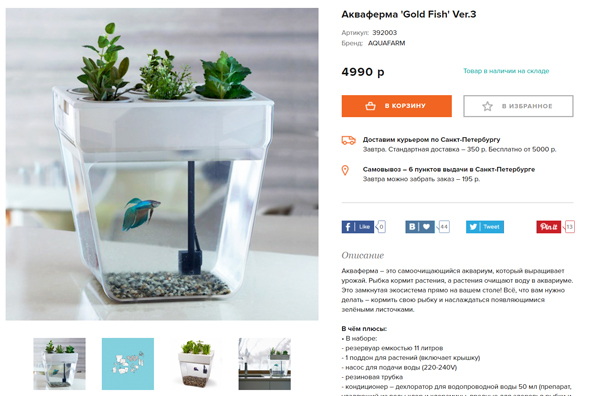 Акваферма 'Gold Fish' Ver.3
Артикул: 392003
Бренд: AQUAFARM
4990 р
Товар в наличии на складе
В КОРЗИНУ
В ИЗБРАННОЕ
Доставим курьером по Санкт-Петербургу
Завтра. Стандартная доставка – 350 р. Бесплатно от 5000 р.
Самовывоз – 6 пунктов выдачи в Санкт-Петербурге
Завтра можно забрать заказ – 195 р.
Like 0
B 44
Tweet
Pin it 13
Описание
Акваферма – это самоочищающийся аквариум, который выращивает
урожай. Рыбка кормит растения, а растения очищают воду в аквариуме.
Это замкнутая экосистема прямо на вашем столе! Всё, что вам нужно
делать – кормить свою рыбку и наслаждаться появляющимися
зелёными листочками.
В чём плюсы:
• В наборе:
- резервуар емкостью 11 литров
- 1 поддон для растений (включает крышку)
- насос для подачи воды (220-240V)
- резиновая трубка
- кондиционер – дехлоратор для водопроводной воды 50 мл (препарат,